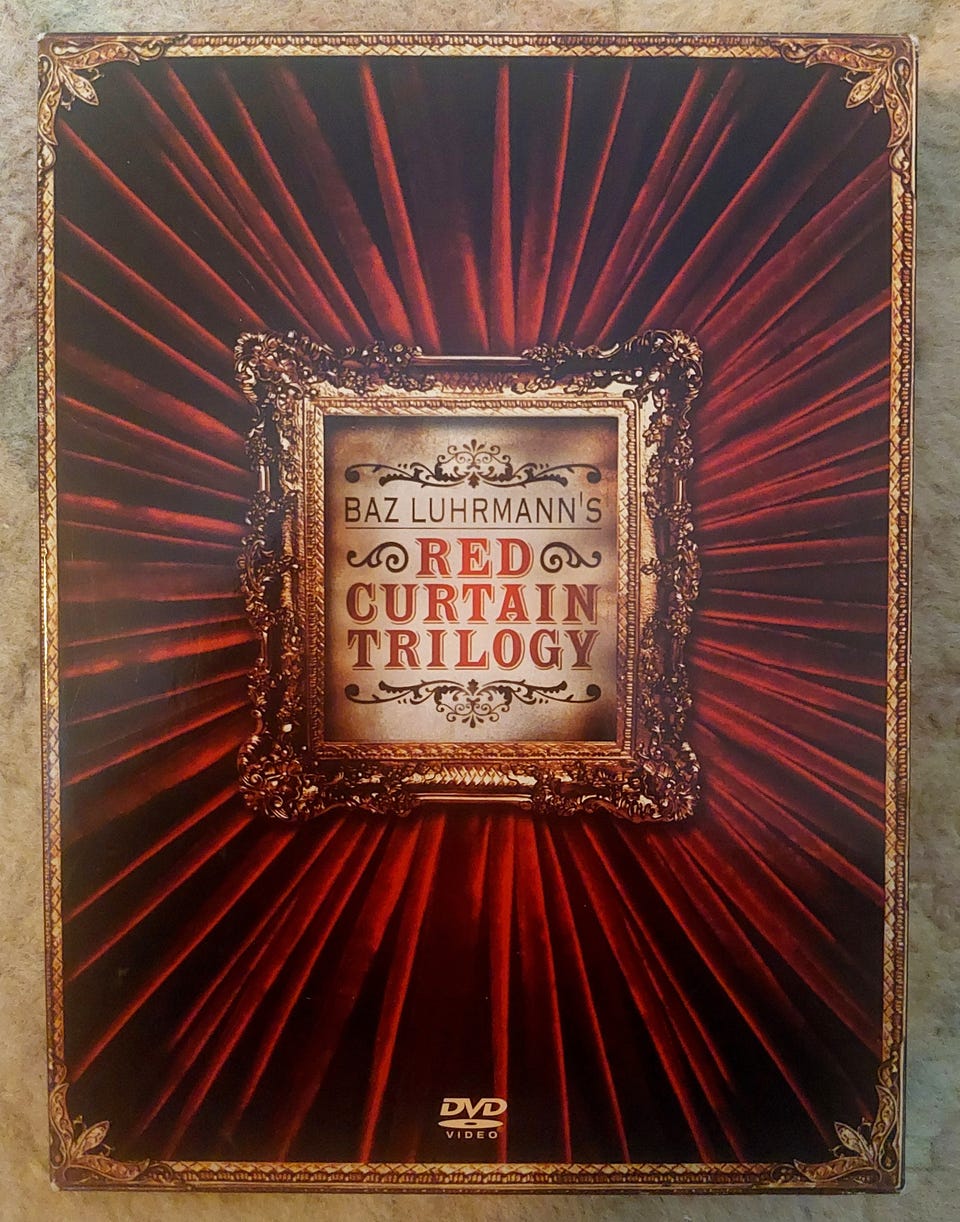 BAZ LUHRMANN'S
RED
CURTAIN
TRILOGY
DVD
VIDEO